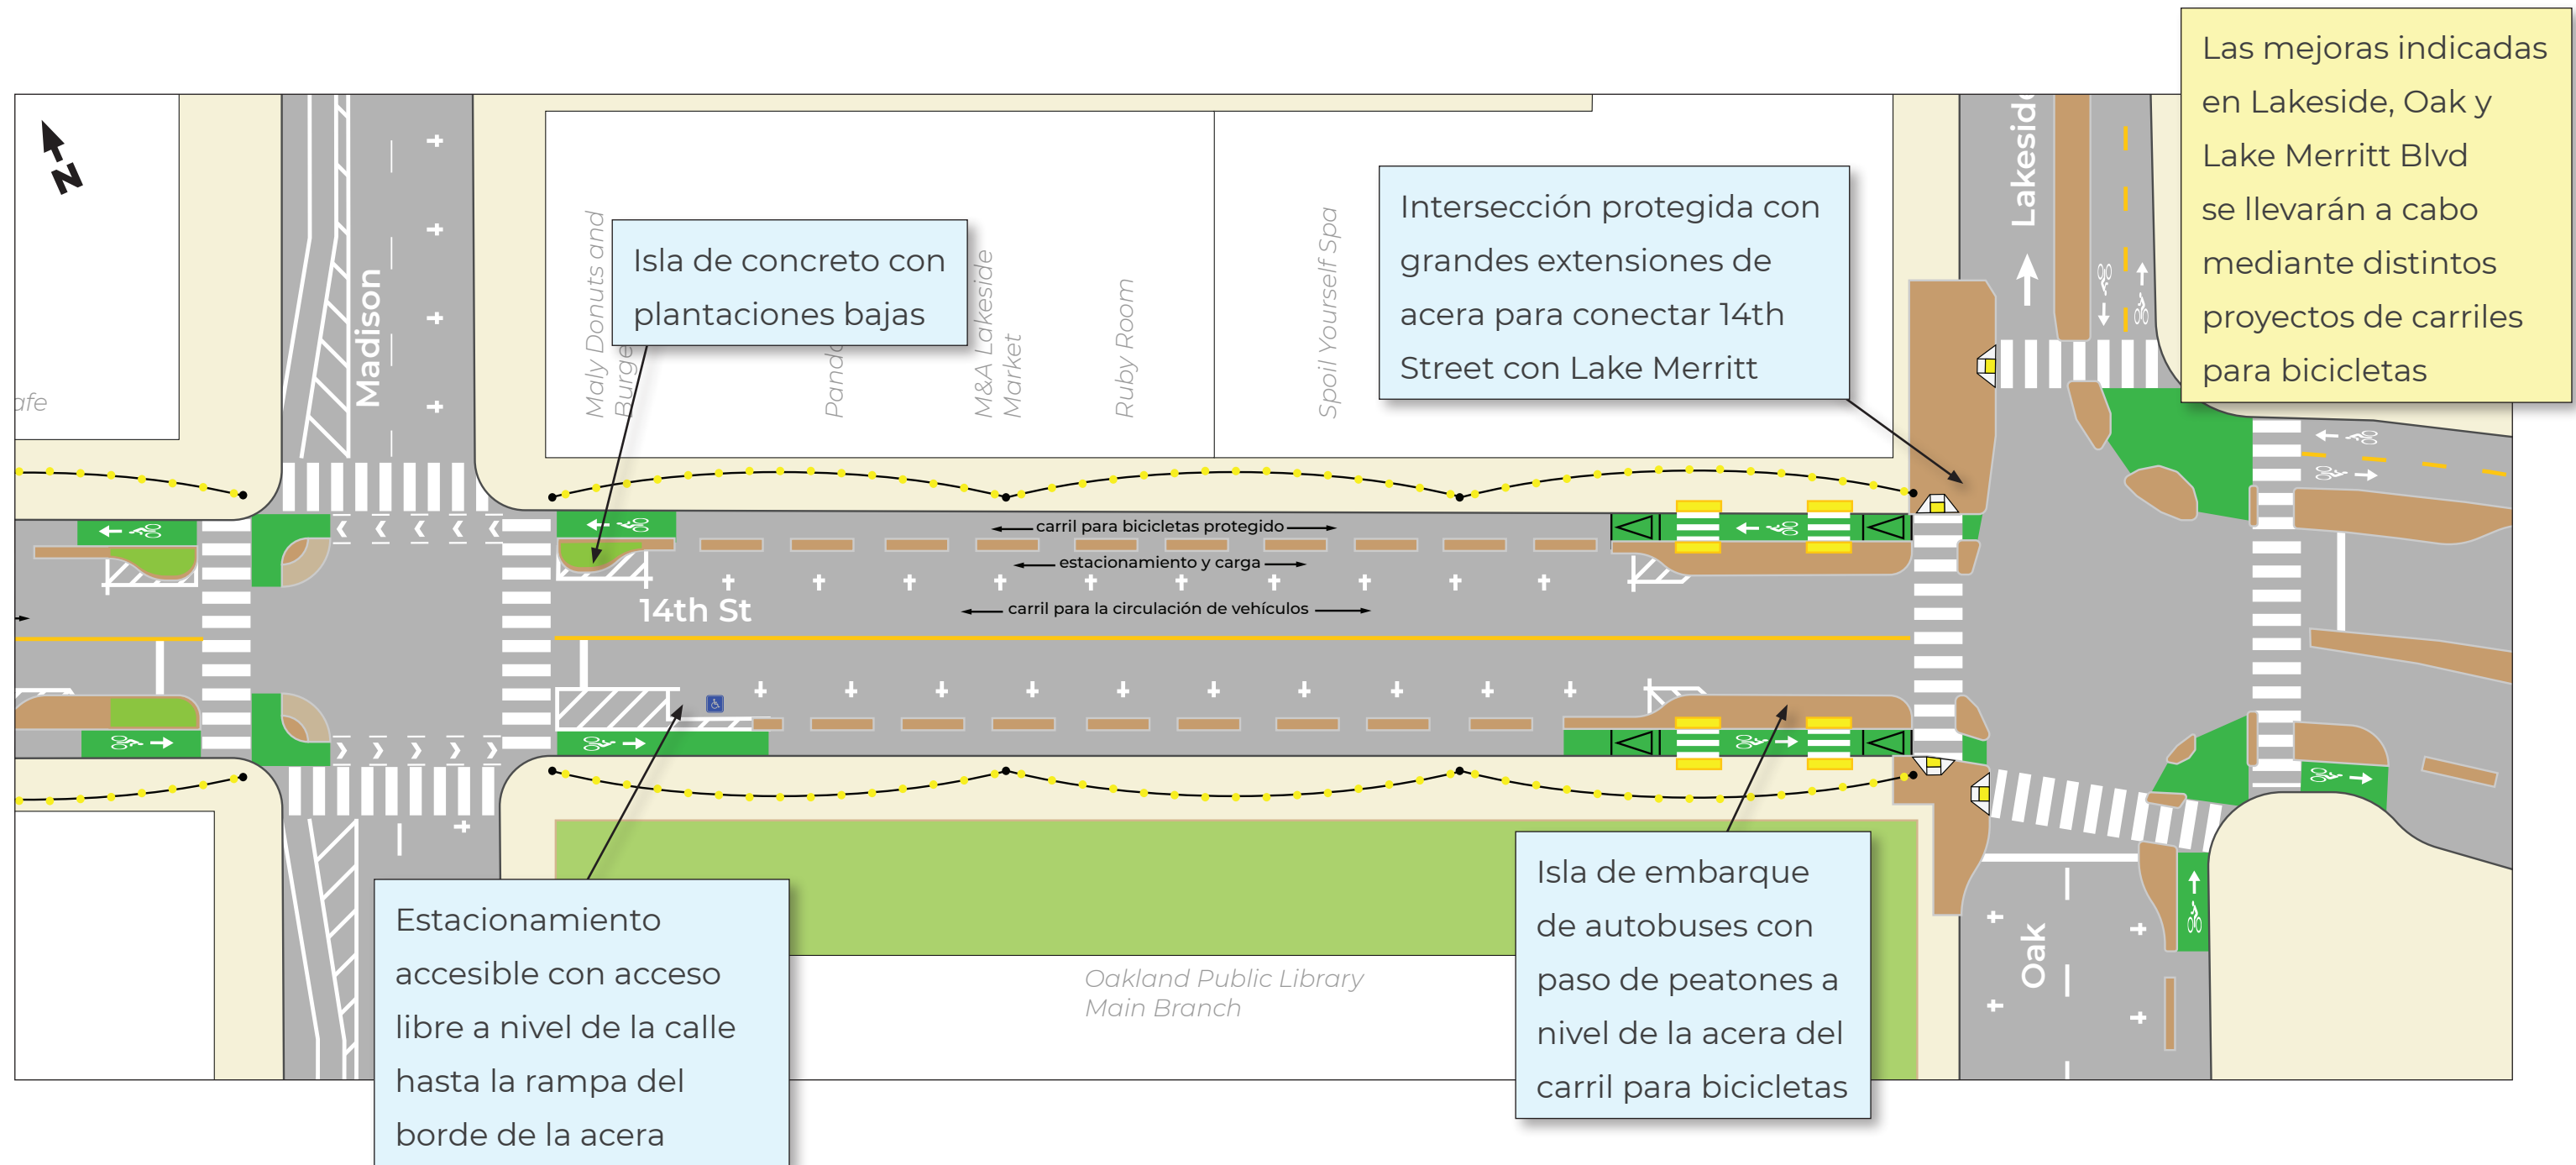 Las mejoras indicadas
en Lakeside, Oak y
Lake Merritt Blvd
se llevarán a cabo
mediante distintos
proyectos de carriles
para bicicletas
N
Madison
Lakeside
Intersección protegida con
grandes extensiones de
acera para conectar 14th
Street con Lake Merritt
Isla de concreto con
plantaciones bajas
Maly Donuts and
M&A Lakeside
Market
Ruby Room
Spoil Yourself Spa
carril para bicicletas protegido
estacionamiento y carga
carril para la circulación de vehículos
14th St
Estacionamiento
accesible con acceso
libre a nivel de la calle
hasta la rampa del
borde de la acera
Oakland Public Library
Main Branch
Isla de embarque
de autobuses con
paso de peatones a
nivel de la acera del
carril para bicicletas
Oak